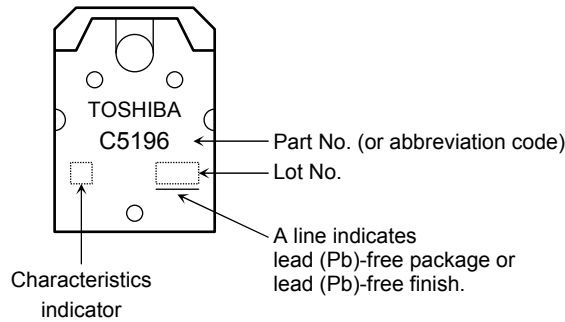 TOSHIBA
C5196
Part No. (or abbreviation code)
Lot No.
A line indicates
lead (Pb)-free package or
lead (Pb)-free finish.
Characteristics
indicator